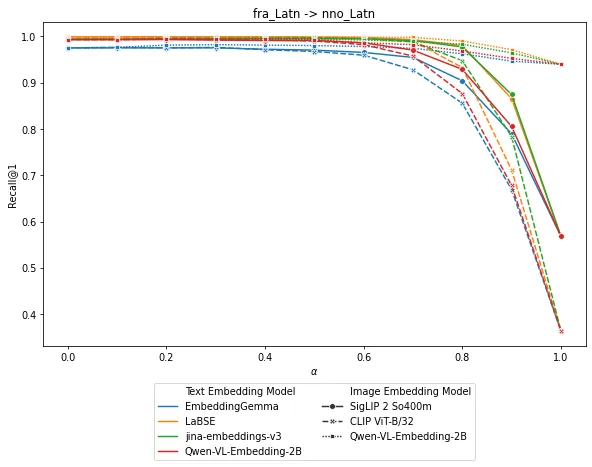 fra_Latn -> nno_Latn
1.0
0.9
0.8
0.7
0.6
0.5
0.4
Recall@1
0.0 0.2 0.4 0.6 0.8 1.0
α
Text Embedding Model Image Embedding Model
EmbeddingGemma SigLIP 2 So400m
LaBSE CLIP ViT-B/32
jina-embeddings-v3 Qwen-VL-Embedding-2B
Qwen-VL-Embedding-2B